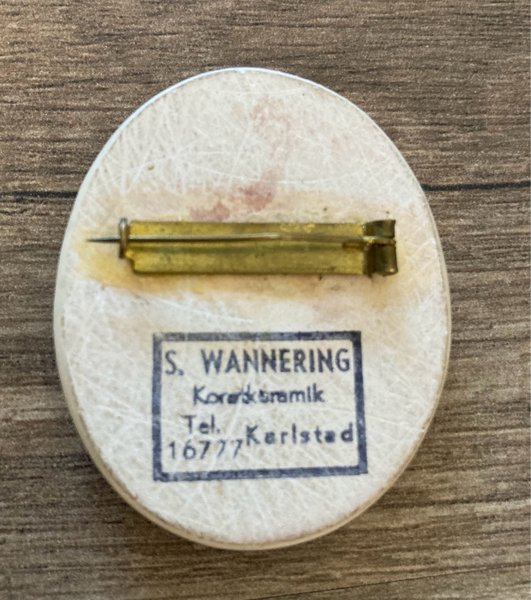 S. WANNERING
Tel.
16777 Karlstad